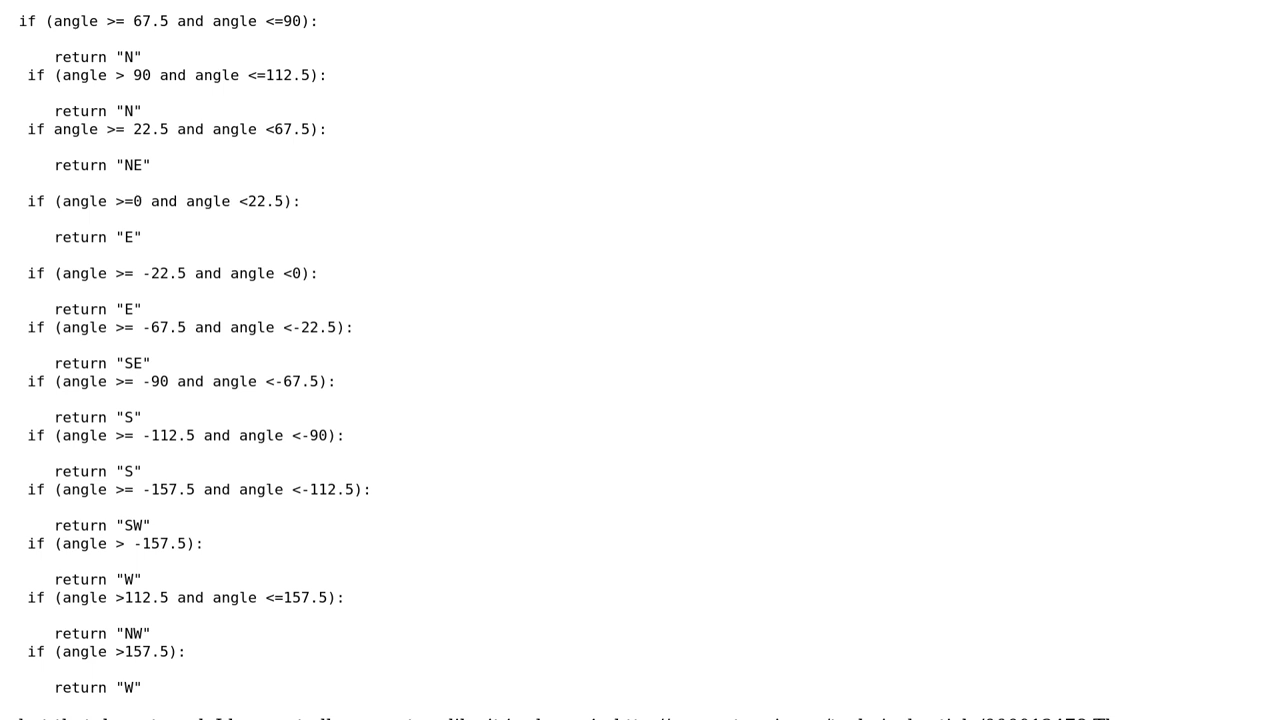 if (angle >= 67.5 and angle <=90):
return "N"
if (angle > 90 and angle <=112.5):
return "N"
if angle >= 22.5 and angle <67.5):
return "NE"
if (angle >=0 and angle <22.5):
return "E"
if (angle >= -22.5 and angle <0):
return "E"
if (angle >= -67.5 and angle <-22.5):
return "SE"
if (angle >= -90 and angle <-67.5):
return "S"
if (angle >= -112.5 and angle <-90):
return "S"
if (angle >= -157.5 and angle <-112.5):
return "SW"
if (angle > -157.5):
return "W"
if (angle >112.5 and angle <=157.5):
return "NW"
if (angle >157.5):
return "W"